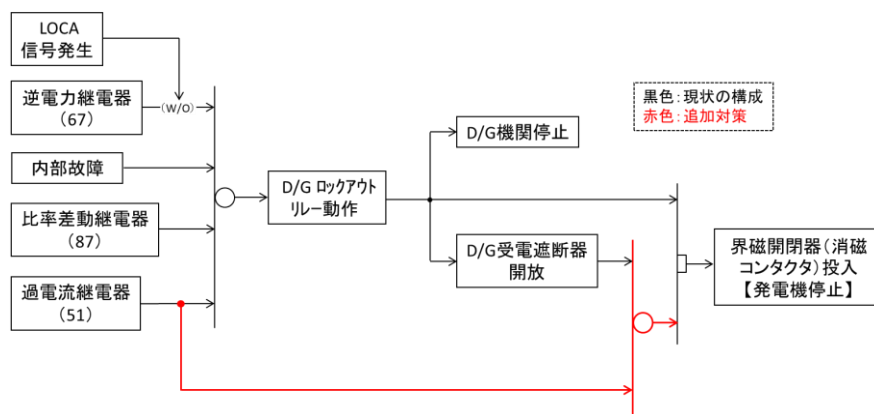 LOCA
信号発生
逆電力継電器
(67)
(W/O)
内部故障
比率差動継電器
(87)
過電流継電器
(51)
D/G ロックアウト
リレー動作
D/G機関停止
D/G受電遮断器
開放
黒色：現状の構成
赤色：追加対策
界磁開閉器（消磁
コンタクタ）投入
【発電機停止】